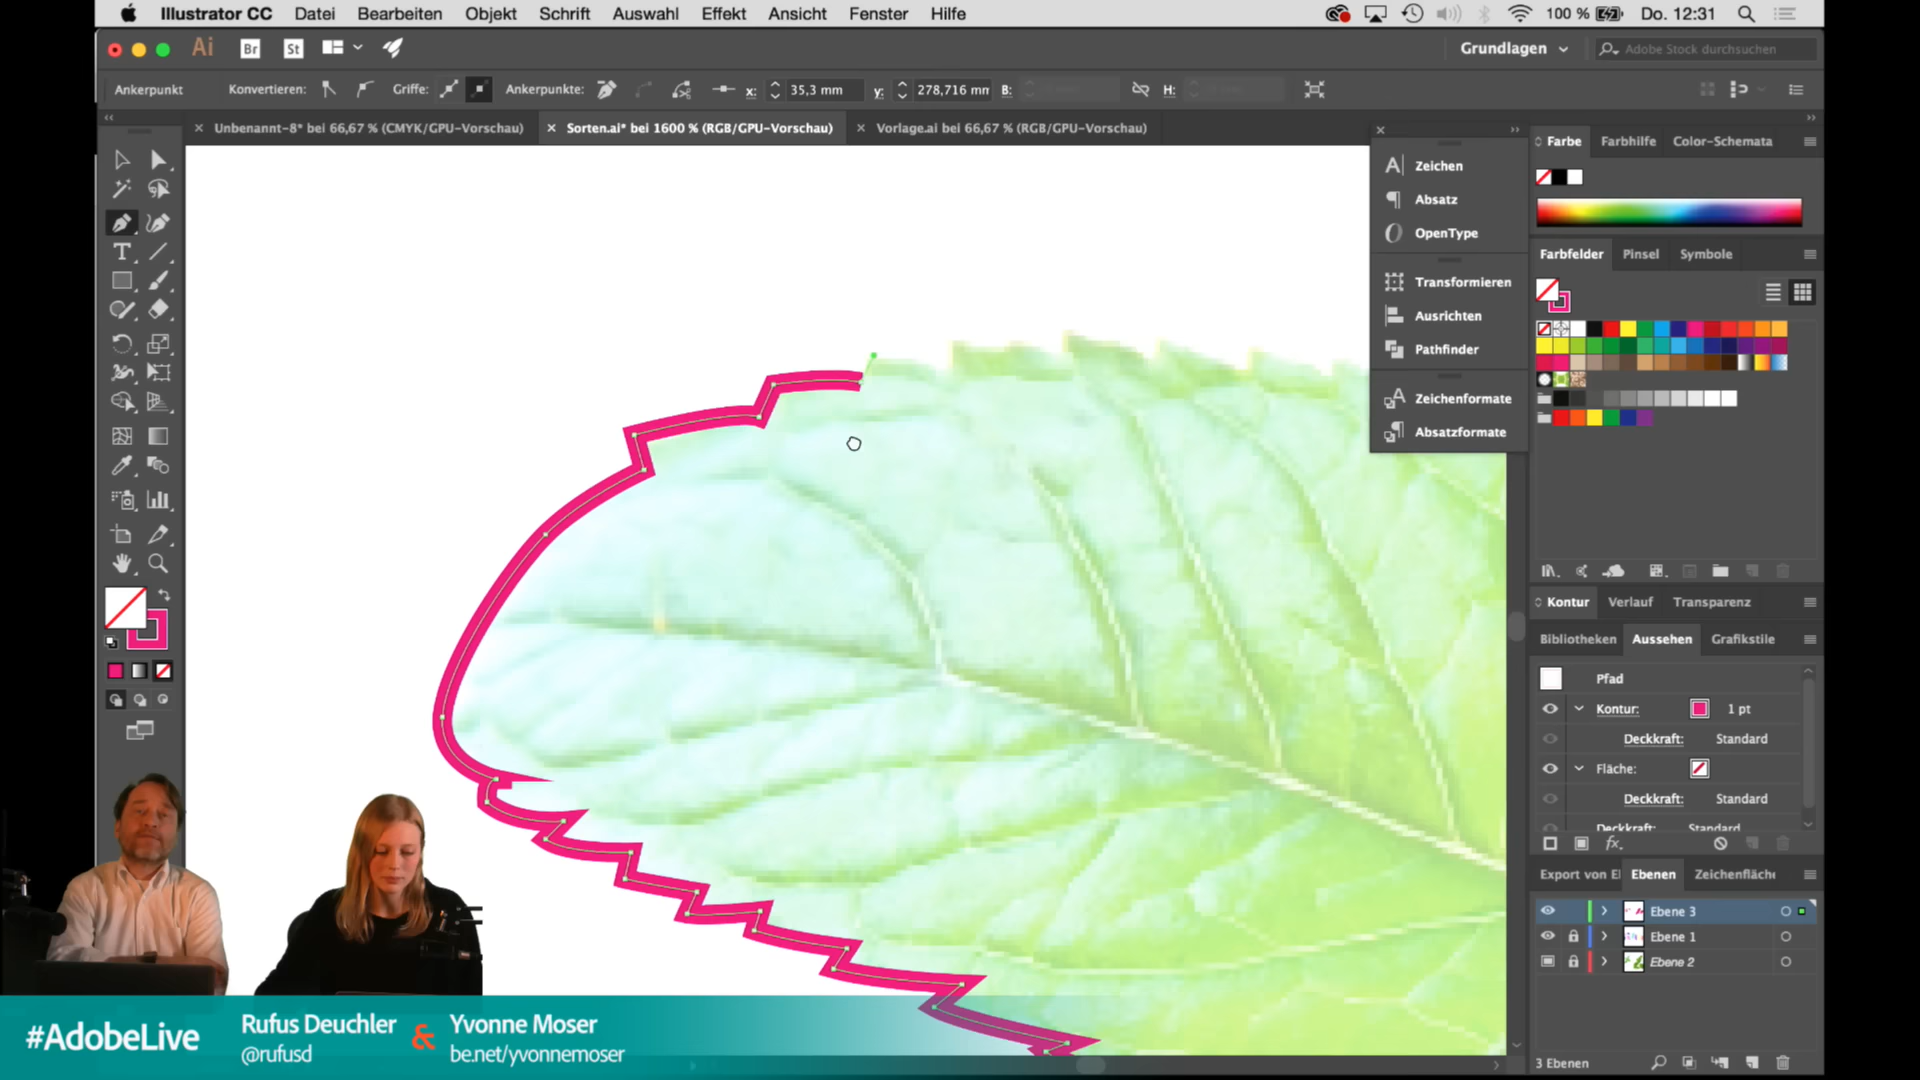 Illustrator CC Datei Bearbeiten Objekt Schrift Auswahl Effekt Ansicht Fenster Hilfe 100 % Do. 12:31
Ai Br St Grundlagen Adobe Stock durchsuchen
Ankerpunkt Konvertieren: Griffe: Ankerpunkte: x: 35,3 mm y: 278,716 mm B: H:
Unbenannt-8* bei 66,67 % (CMYK/GPU-Vorschau) Sorten.ai* bei 1600 % (RGB/GPU-Vorschau) Vorlage.ai bei 66,67 % (RGB/GPU-Vorschau)
Zeichen
Absatz
OpenType
Transformieren
Ausrichten
Pathfinder
Zeichenformate
Absatzformate
Farbe Farbhilfe Color-Schemata
Farbfelder Pinsel Symbole
Kontur Verlauf Transparenz
Bibliotheken Aussehen Grafikstile
Pfad
Kontur: 1 pt
Deckkraft: Standard
Fläche:
Deckkraft: Standard
Deckkraft: Standard
fx
Export von El Ebenen Zeichenfläche
Ebene 3
Ebene 1
Ebene 2
3 Ebenen
#AdobeLive
Rufus Deuchler & Yvonne Moser
@rufusd be.net/yvonnemoser